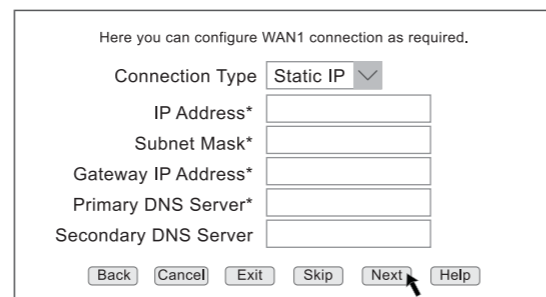 Here you can configure WAN1 connection as required.
Connection Type Static IP
IP Address*
Subnet Mask*
Gateway IP Address*
Primary DNS Server*
Secondary DNS Server
Back Cancel Exit Skip Next Help